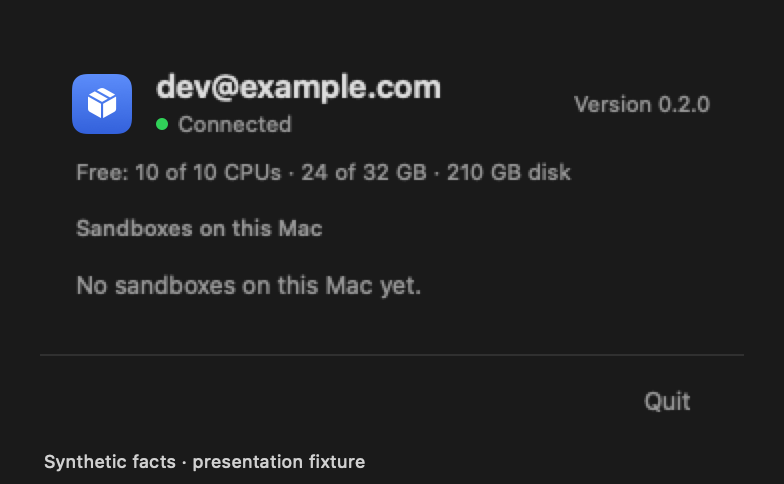 dev@example.com
Connected
Version 0.2.0
Free: 10 of 10 CPUs · 24 of 32 GB · 210 GB disk
Sandboxes on this Mac
No sandboxes on this Mac yet.
Quit
Synthetic facts · presentation fixture